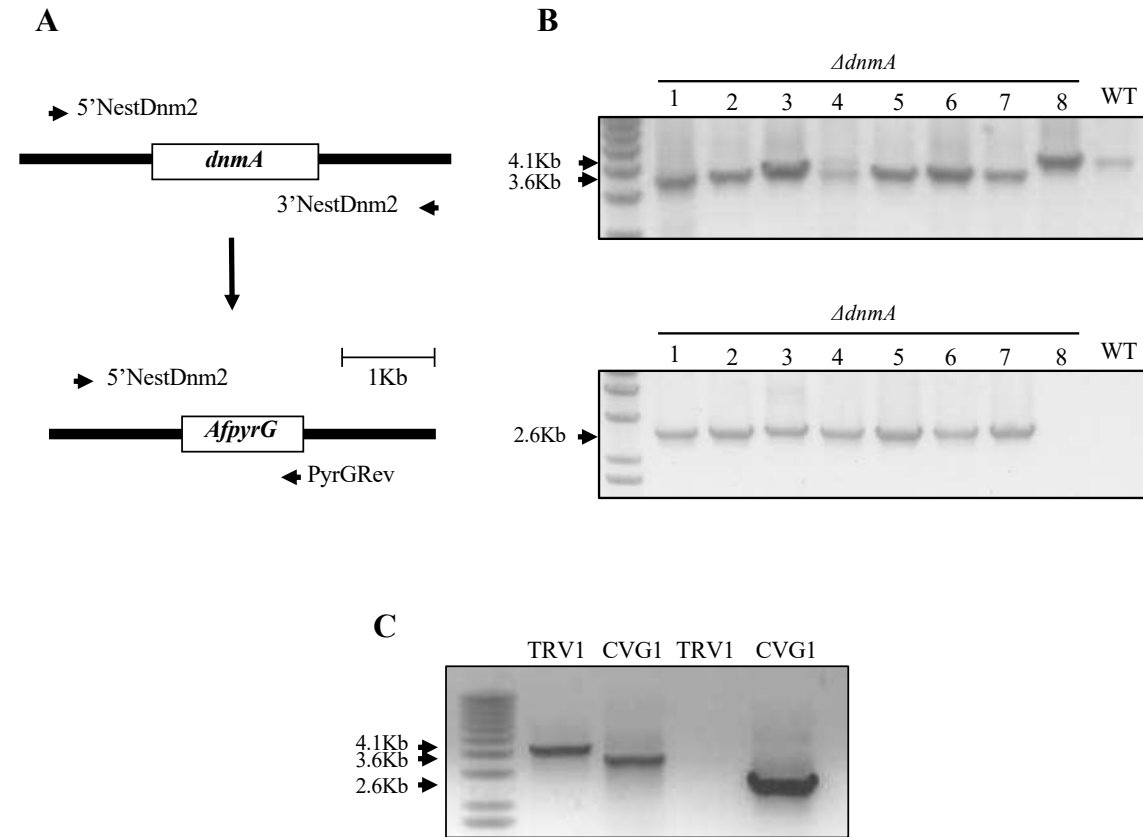 A
5'NestDnm2
dnmA
3'NestDnm2
5'NestDnm2
1Kb
AfpyrG
PyrGRev
B
ΔdnmA
1 2 3 4 5 6 7 8 WT
4.1Kb
3.6Kb
ΔdnmA
1 2 3 4 5 6 7 8 WT
2.6Kb
C
TRV1 CVG1 TRV1 CVG1
4.1Kb
3.6Kb
2.6Kb